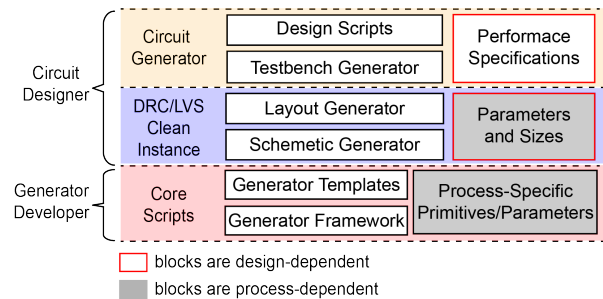 Circuit
Designer
Circuit
Generator
Design Scripts
Testbench Generator
Performace
Specifications
DRC/LVS
Clean
Instance
Layout Generator
Schemetic Generator
Parameters
and Sizes
Generator
Developer
Core
Scripts
Generator Templates
Generator Framework
Process-Specific
Primitives/Parameters
blocks are design-dependent
blocks are process-dependent